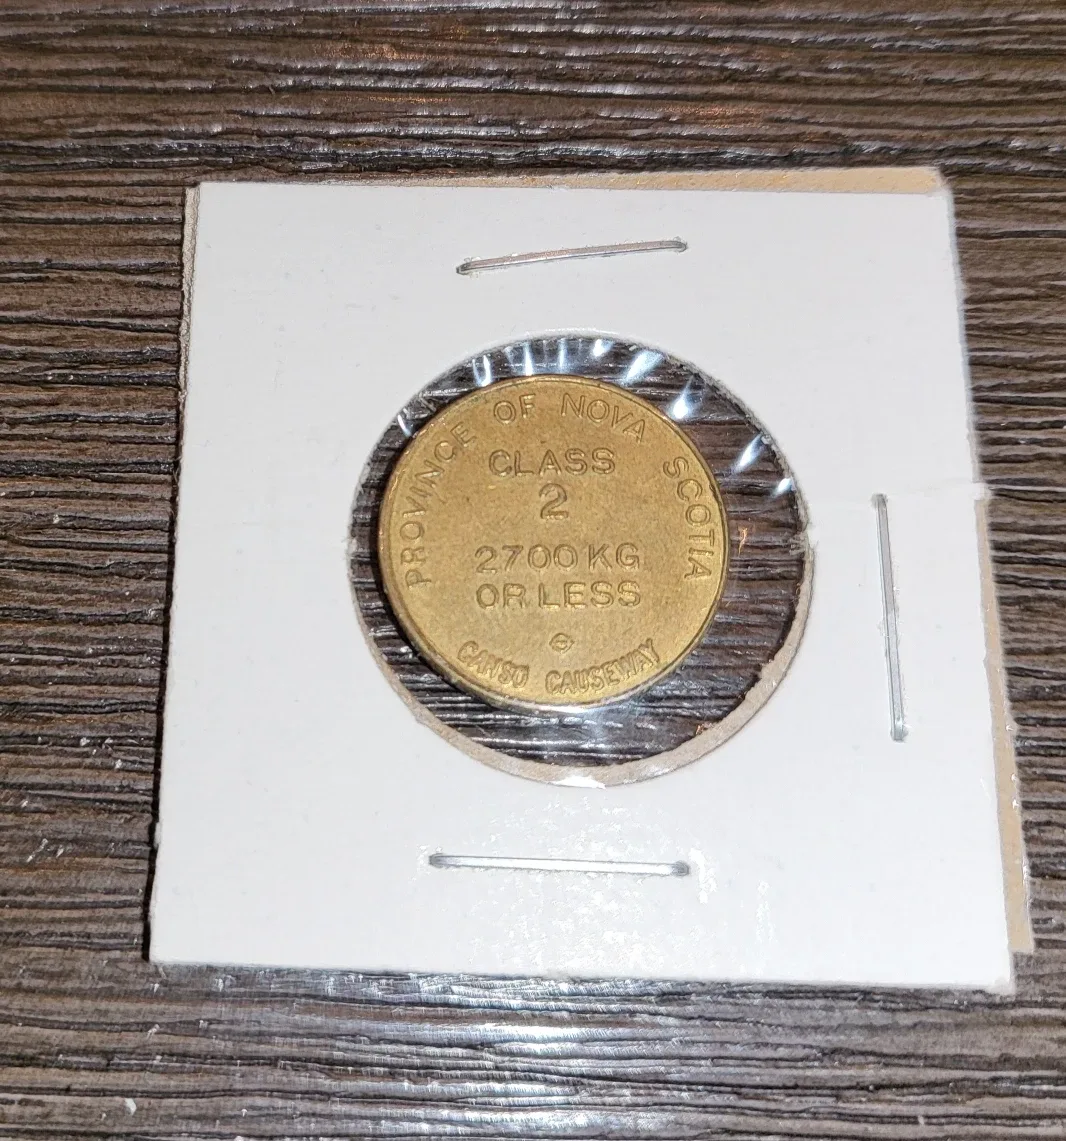 PROVINCE OF NOVA SCOTIA
CLASS
2
2700 KG
OR LESS
CANSO CAUSEWAY